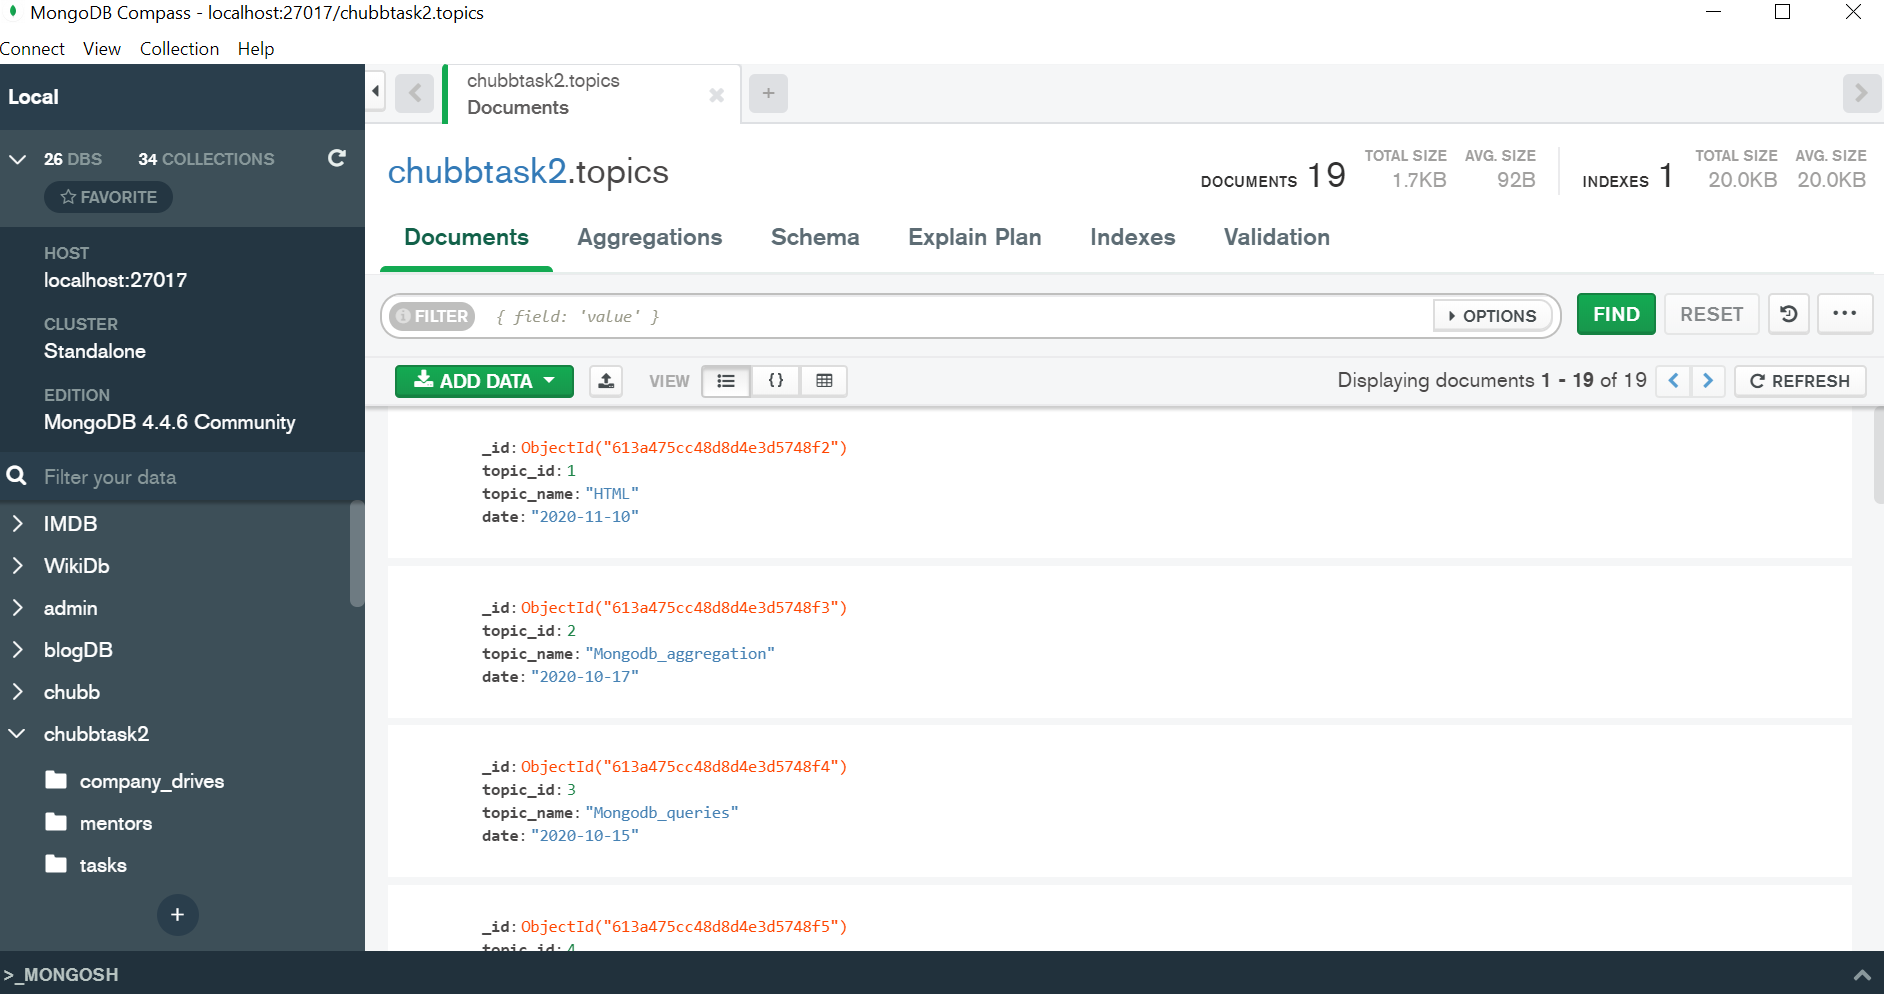 MongoDB Compass - localhost:27017/chubbtask2.topics
Connect View Collection Help
Local
26 DBS 34 COLLECTIONS
FAVORITE
HOST
localhost:27017
CLUSTER
Standalone
EDITION
MongoDB 4.4.6 Community
Filter your data
IMDB
WikiDb
admin
blogDB
chubb
chubbtask2
company_drives
mentors
tasks
+
chubbtask2.topics
Documents
+
chubbtask2.topics
DOCUMENTS 19
TOTAL SIZE
1.7KB
AVG. SIZE
92B
INDEXES 1
TOTAL SIZE
20.0KB
AVG. SIZE
20.0KB
Documents Aggregations Schema Explain Plan Indexes Validation
FILTER { field: 'value' } OPTIONS FIND RESET ...
ADD DATA VIEW {} Displaying documents 1 - 19 of 19 REFRESH
_id: ObjectId("613a475cc48d8d4e3d5748f2")
topic_id: 1
topic_name: "HTML"
date: "2020-11-10"
_id: ObjectId("613a475cc48d8d4e3d5748f3")
topic_id: 2
topic_name: "Mongodb_aggregation"
date: "2020-10-17"
_id: ObjectId("613a475cc48d8d4e3d5748f4")
topic_id: 3
topic_name: "Mongodb_queries"
date: "2020-10-15"
_id: ObjectId("613a475cc48d8d4e3d5748f5")
topic_id: 4
>_MONGOSH